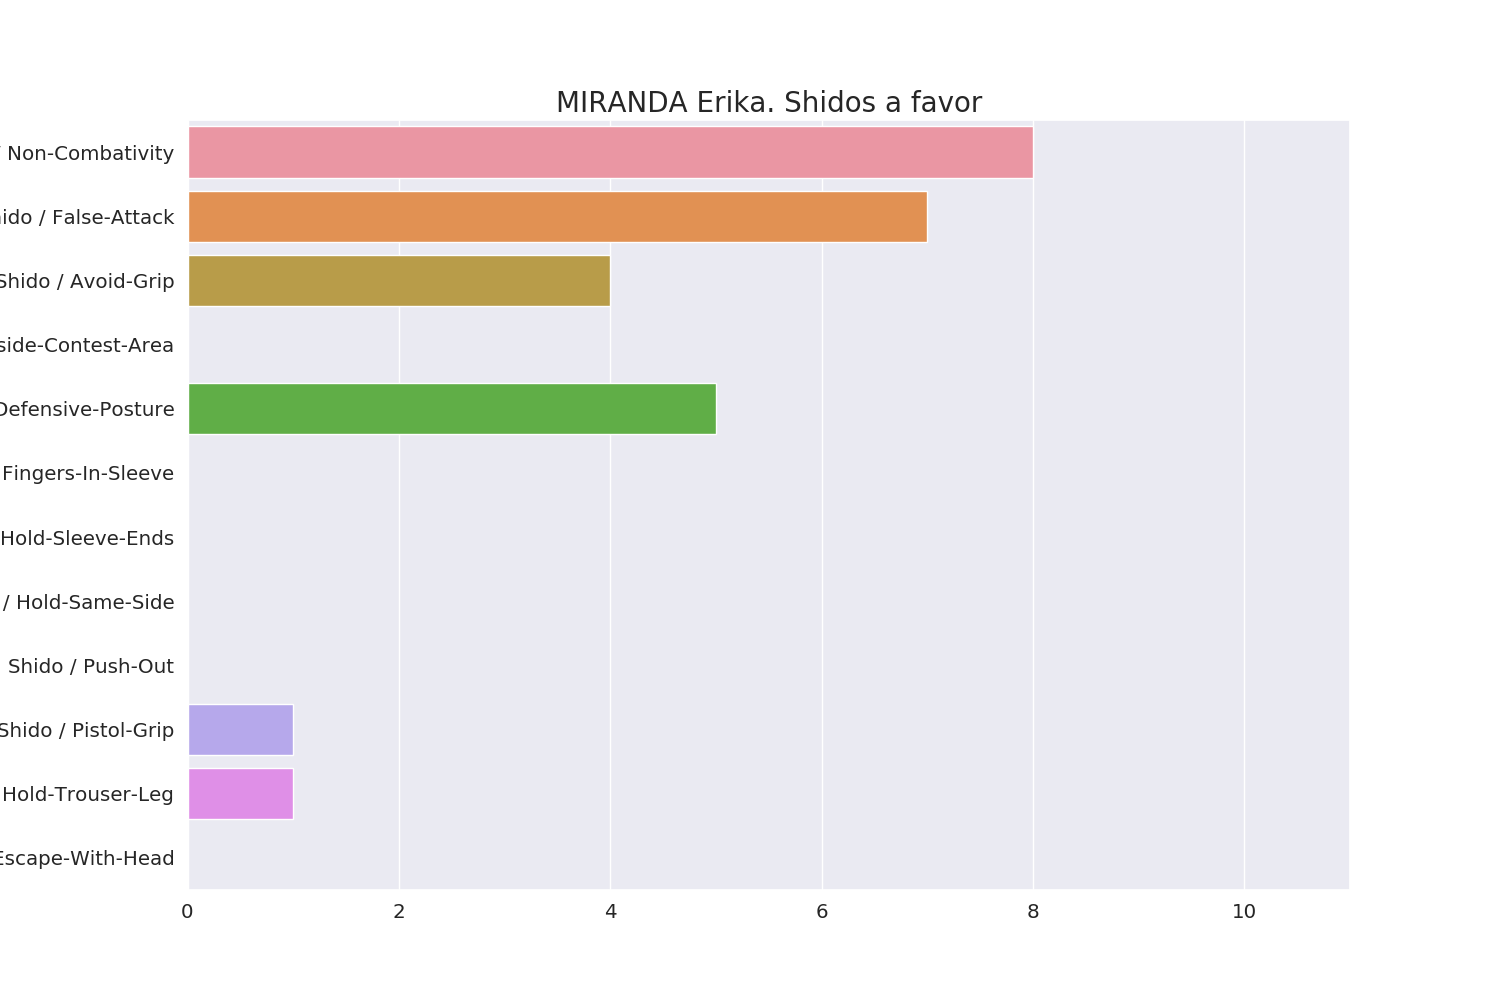 MIRANDA Erika. Shidos a favor
/ Non-Combativity
/ False-Attack
Shido / Avoid-Grip
-Contest-Area
Defensive-Posture
Fingers-In-Sleeve
Hold-Sleeve-Ends
/ Hold-Same-Side
Shido / Push-Out
Shido / Pistol-Grip
Hold-Trouser-Leg
Escape-With-Head
0 2 4 6 8 10